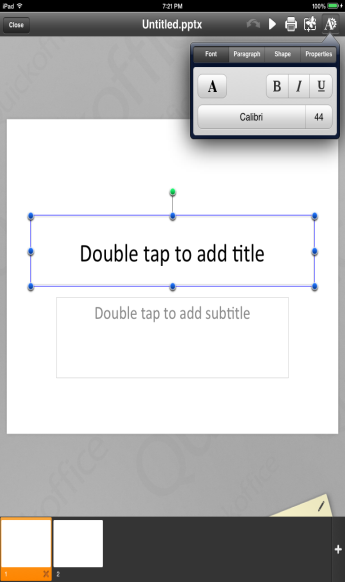 iPad 7:21 PM 100%
Close Untitled.pptx
Font Paragraph Shape Properties
A B I U
Calibri 44
Double tap to add title
Double tap to add subtitle
Quickoffice
1 2